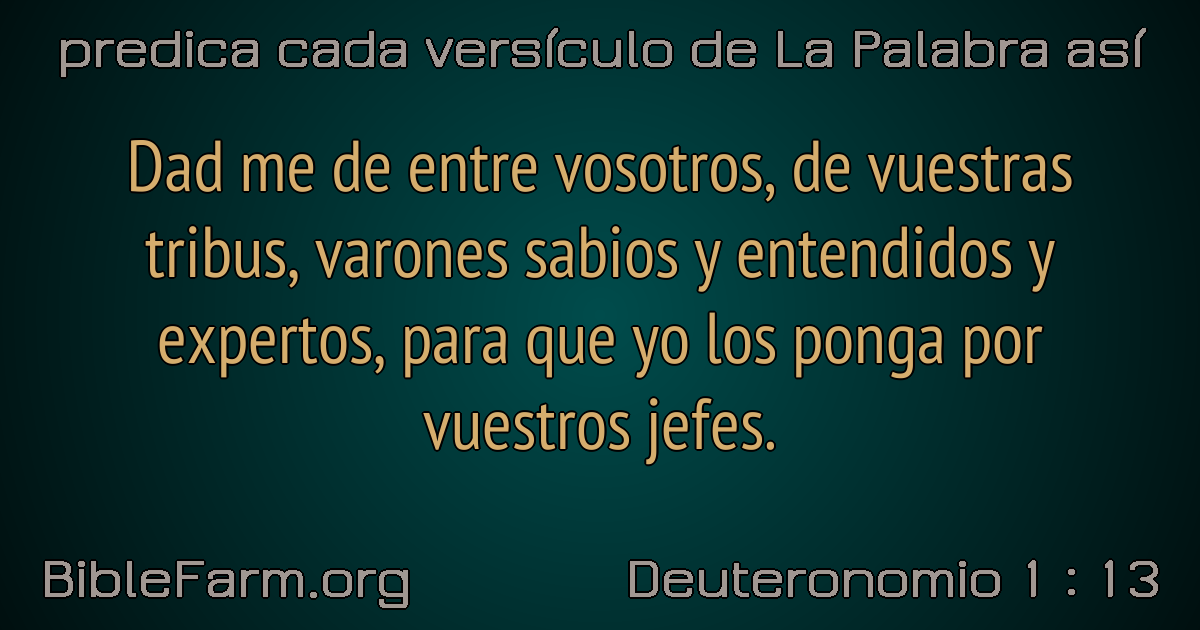 predica cada versículo de La Palabra así
Dad me de entre vosotros, de vuestras
tribus, varones sabios y entendidos y
expertos, para que yo los ponga por
vuestros jefes.
BibleFarm.org
Deuteronomio 1 : 13